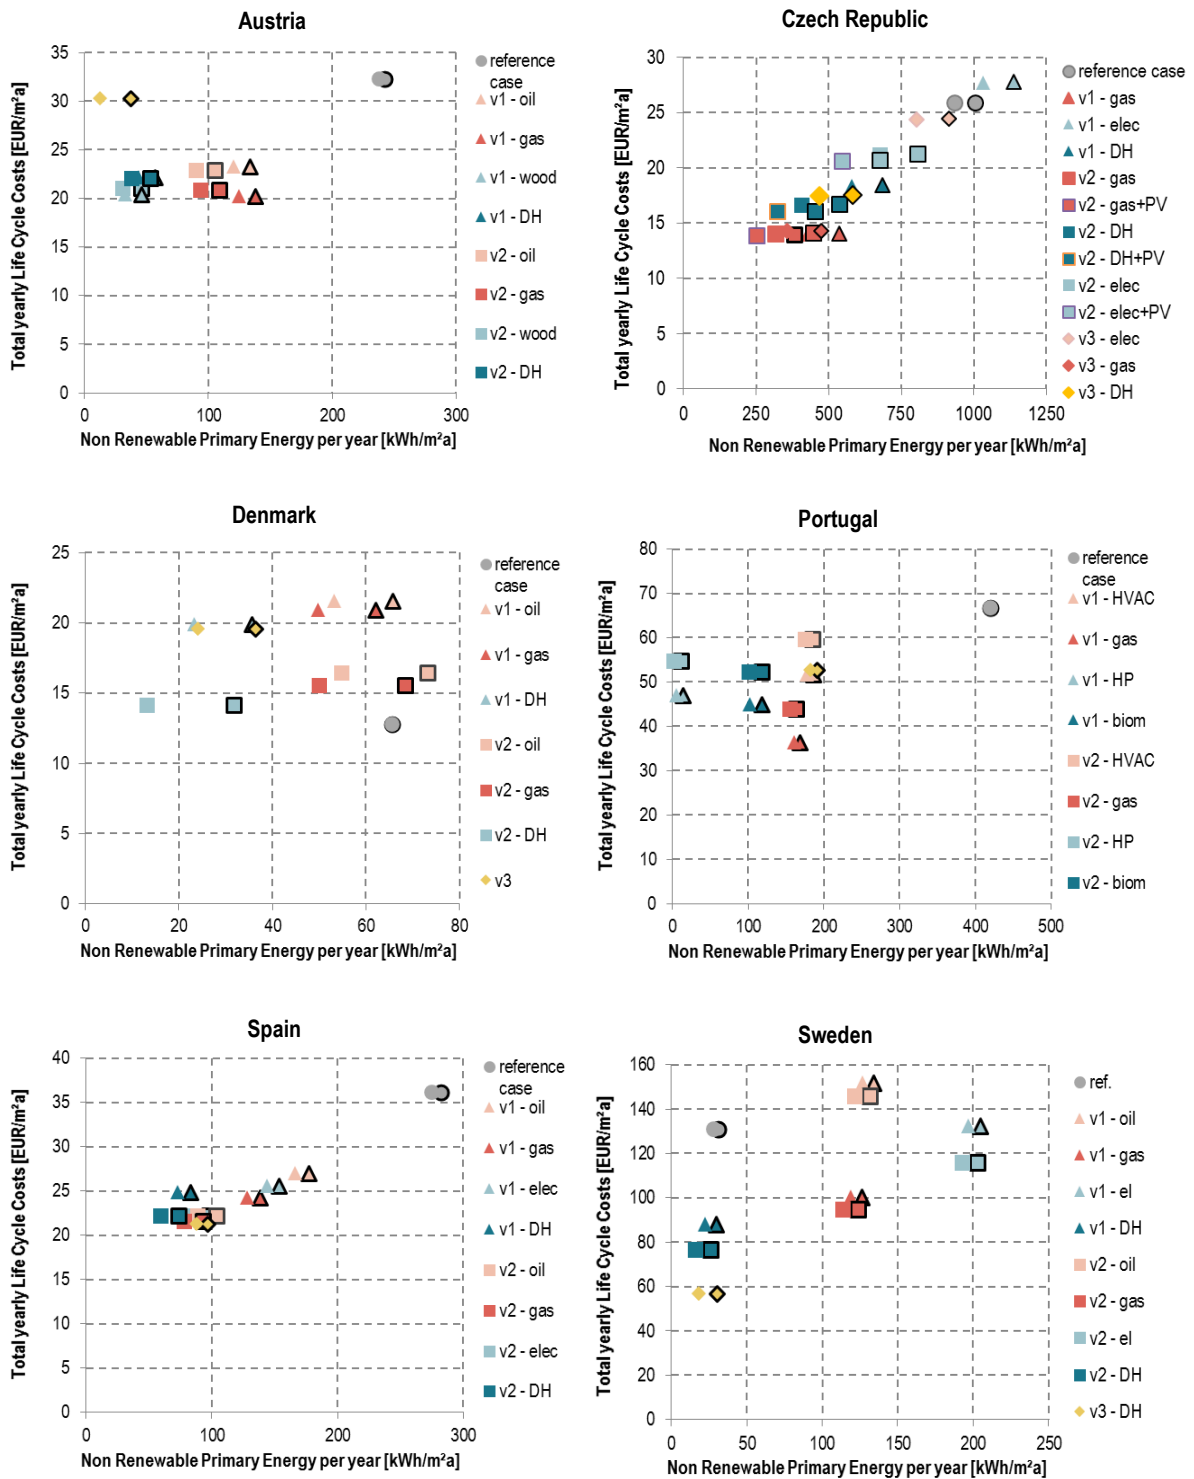 Austria
Total yearly Life Cycle Costs [EUR/m²a]
35
30
25
20
15
10
5
0
0
100
200
300
Non Renewable Primary Energy per year [kWh/m²a]
reference
case
v1 - oil
v1 - gas
v1 - wood
v1 - DH
v2 - oil
v2 - gas
v2 - wood
v2 - DH
Czech Republic
Total yearly Life Cycle Costs [EUR/m²a]
30
25
20
15
10
5
0
0
250
500
750
1000
1250
Non Renewable Primary Energy per year [kWh/m²a]
reference case
v1 - gas
v1 - elec
v1 - DH
v2 - gas
v2 - gas+PV
v2 - DH
v2 - DH+PV
v2 - elec
v2 - elec+PV
v3 - elec
v3 - gas
v3 - DH
Denmark
Total yearly Life Cycle Costs [EUR/m²a]
25
20
15
10
5
0
0
20
40
60
80
Non Renewable Primary Energy per year [kWh/m²a]
reference
case
v1 - oil
v1 - gas
v1 - DH
v2 - oil
v2 - gas
v2 - DH
v3
Portugal
Total yearly Life Cycle Costs [EUR/m²a]
80
70
60
50
40
30
20
10
0
0
100
200
300
400
500
Non Renewable Primary Energy per year [kWh/m²a]
reference
case
v1 - HVAC
v1 - gas
v1 - HP
v1 - biom
v2 - HVAC
v2 - gas
v2 - HP
v2 - biom
Spain
Total yearly Life Cycle Costs [EUR/m²a]
40
35
30
25
20
15
10
5
0
0
100
200
300
Non Renewable Primary Energy per year [kWh/m²a]
reference
case
v1 - oil
v1 - gas
v1 - elec
v1 - DH
v2 - oil
v2 - gas
v2 - elec
v2 - DH
Sweden
Total yearly Life Cycle Costs [EUR/m²a]
160
140
120
100
80
60
40
20
0
0
50
100
150
200
250
Non Renewable Primary Energy per year [kWh/m²a]
ref.
v1 - oil
v1 - gas
v1 - el
v1 - DH
v2 - oil
v2 - gas
v2 - el
v2 - DH
v3 - DH